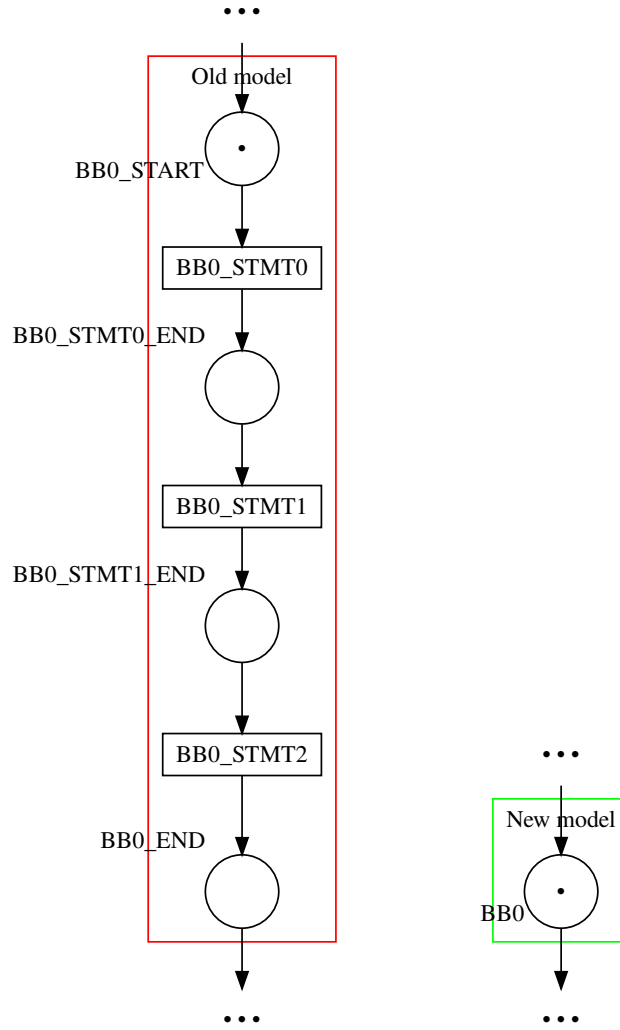 ...
Old model
BB0_START
BB0_STMT0
BB0_STMT0_END
BB0_STMT1
BB0_STMT1_END
BB0_STMT2
BB0_END
...
...
New model
BB0
...